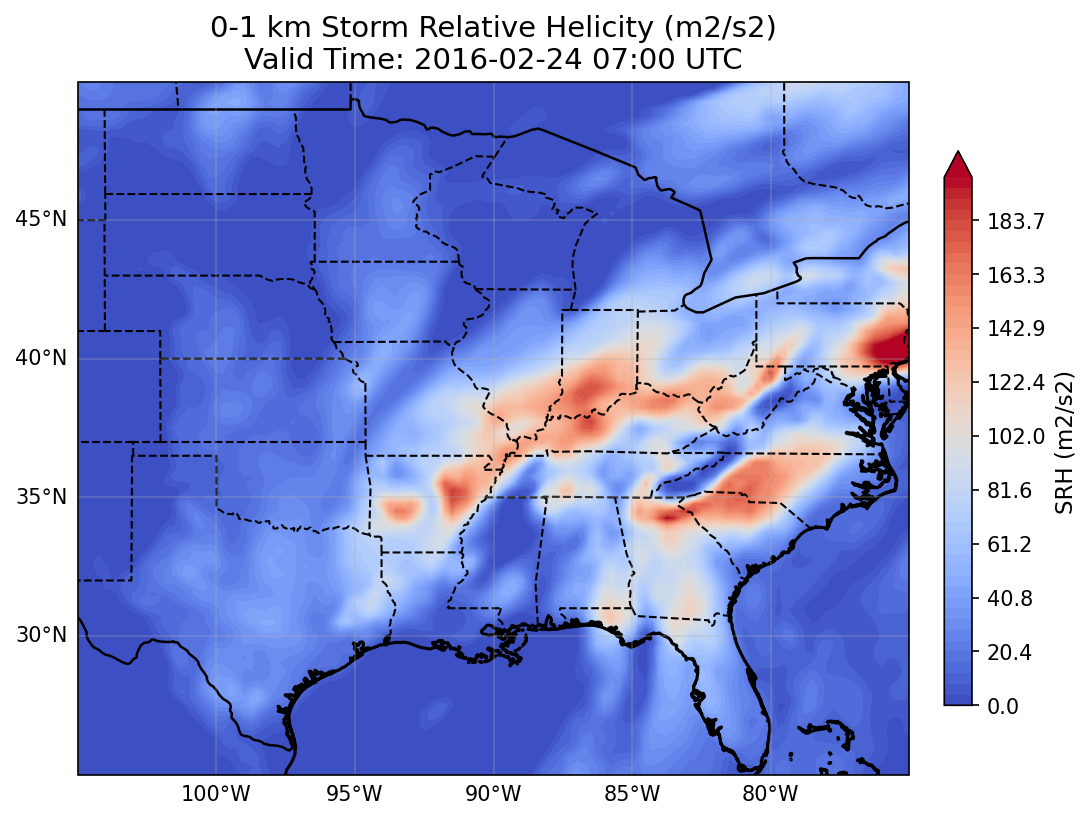 0-1 km Storm Relative Helicity (m2/s2)
Valid Time: 2016-02-24 07:00 UTC
45°N
40°N
35°N
30°N
100°W
95°W
90°W
85°W
80°W
183.7
163.3
142.9
122.4
102.0
81.6
61.2
40.8
20.4
0.0
SRH (m2/s2)